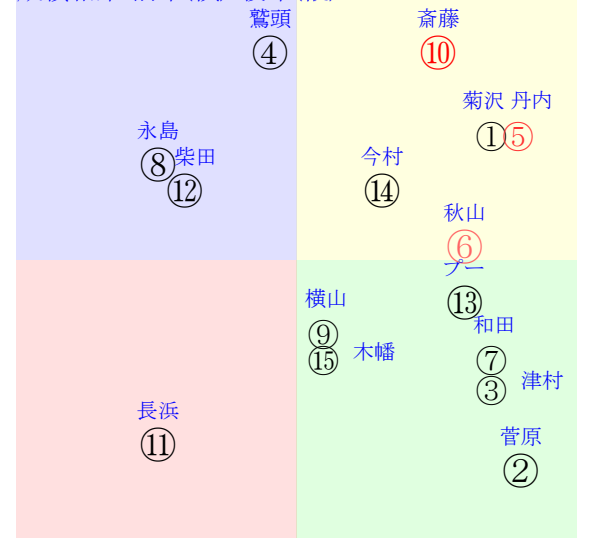 鷲頭 斎藤
④ ⑩
菊沢 丹内
①⑤
永島
柴田 今村
⑧
⑫ ⑭
秋山
⑥
プー
横山 ⑬
和田
⑨
⑮ 木幡 ⑦
③ 津村
長浜
⑪ 菅原
②